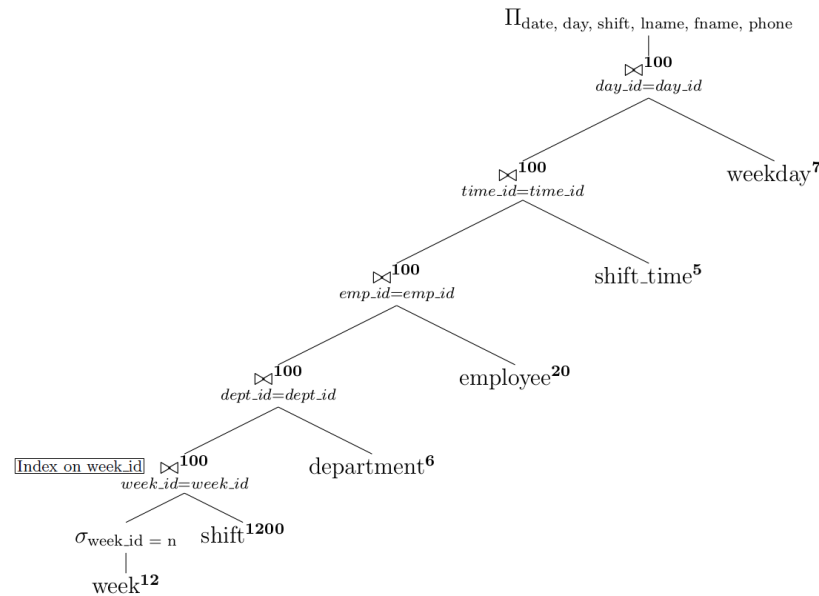 Π date, day, shift, lname, fname, phone
⋈100
day_id=day_id
⋈100
time_id=time_id
weekday7
⋈100
emp_id=emp_id
shift_time5
⋈100
dept_id=dept_id
employee20
Index on week_id ⋈100
week_id=week_id
department6
σ week_id = n
shift1200
week12